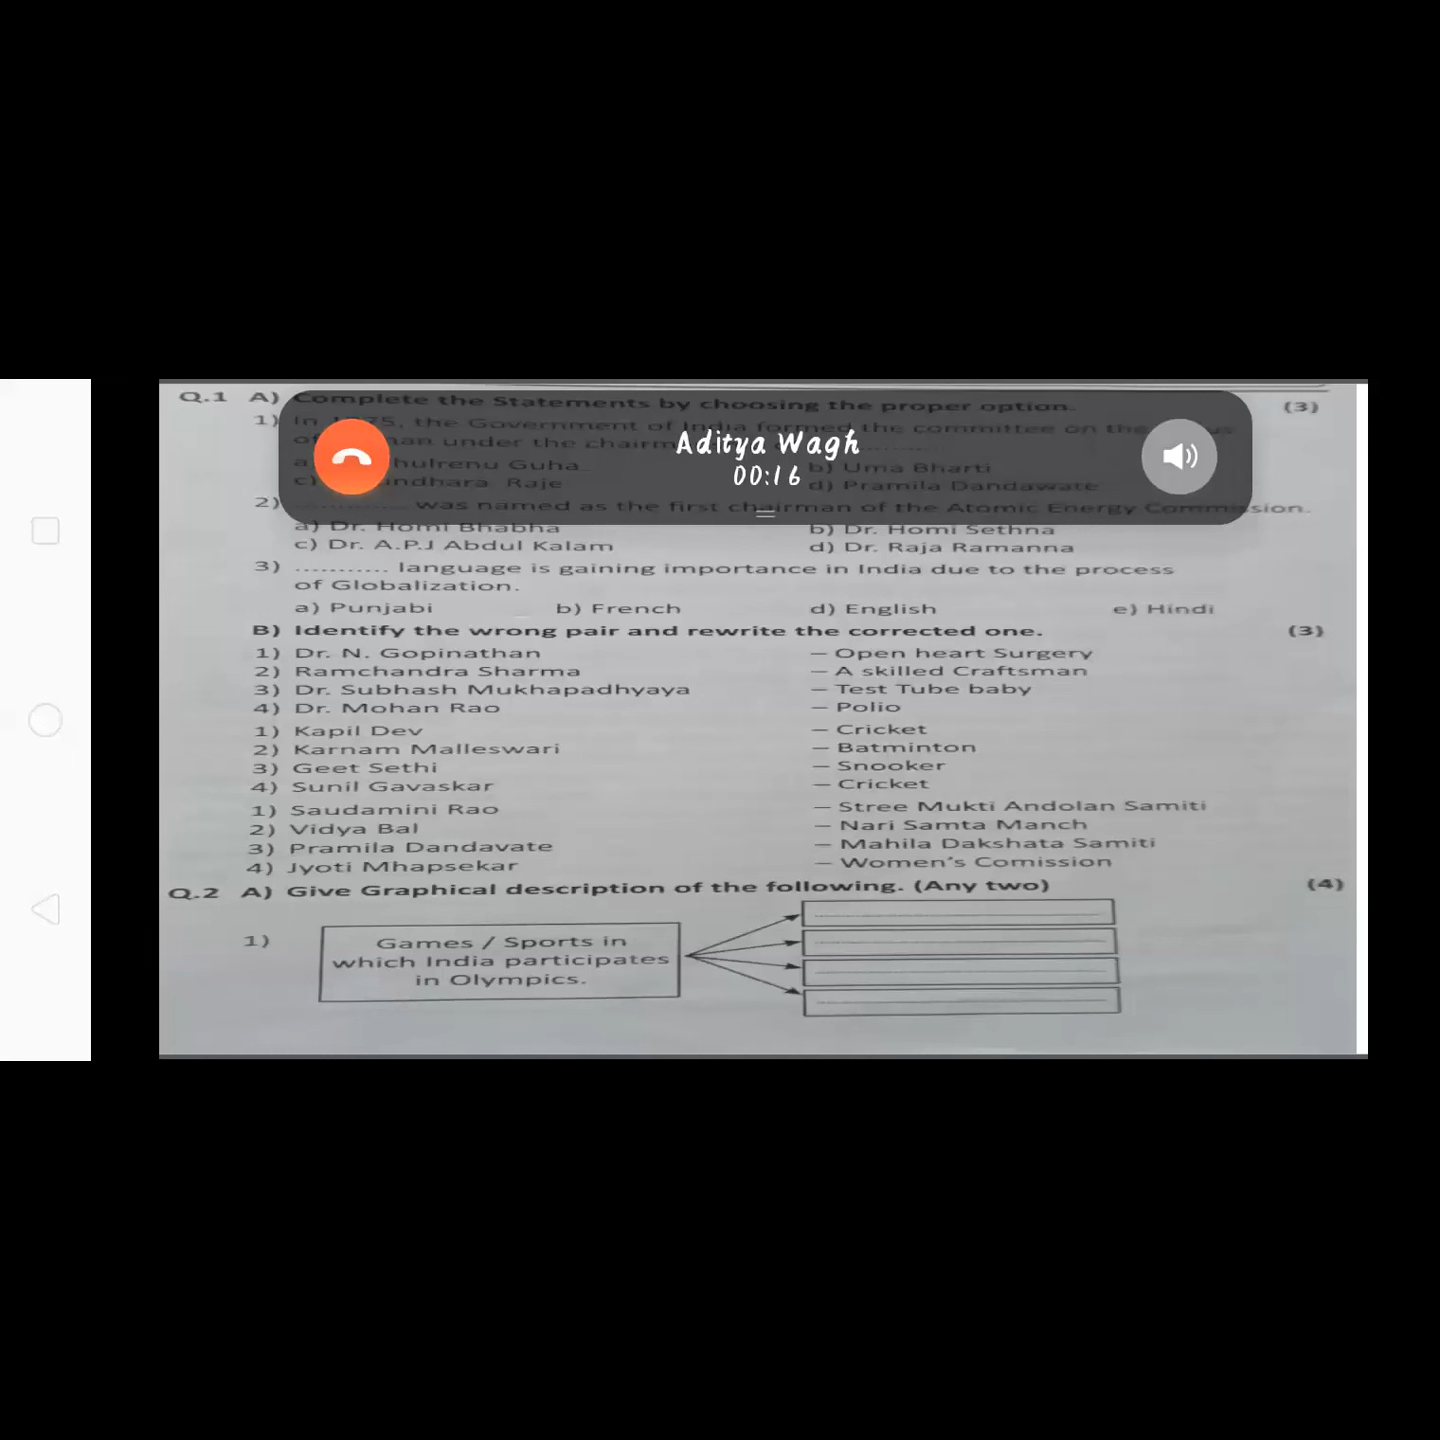 Q.1 A) Complete the Statements by choosing the proper option. (3)
1) In 75, the Government of India formed the committee on the
under the
Guha b) Uma Bharti
c) Raje d) Pramila Dandawate
Aditya Wagh
00:16
2) ............ was named as the first chairman of the Atomic Energy Commission.
a) Dr. Homi Bhabha b) Dr. Homi Sethna
c) Dr. A.P.J Abdul Kalam d) Dr. Raja Ramanna
3) ........... language is gaining importance in India due to the process
of Globalization.
a) Punjabi b) French d) English e) Hindi
B) Identify the wrong pair and rewrite the corrected one. (3)
1) Dr. N. Gopinathan – Open heart Surgery
2) Ramchandra Sharma – A skilled Craftsman
3) Dr. Subhash Mukhapadhyaya – Test Tube baby
4) Dr. Mohan Rao – Polio
1) Kapil Dev – Cricket
2) Karnam Malleswari – Batminton
3) Geet Sethi – Snooker
4) Sunil Gavaskar – Cricket
1) Saudamini Rao – Stree Mukti Andolan Samiti
2) Vidya Bal – Nari Samta Manch
3) Pramila Dandavate – Mahila Dakshata Samiti
4) Jyoti Mhapsekar – Women's Comission
Q.2 A) Give Graphical description of the following. (Any two) (4)
1) Games / Sports in
which India participates
in Olympics.